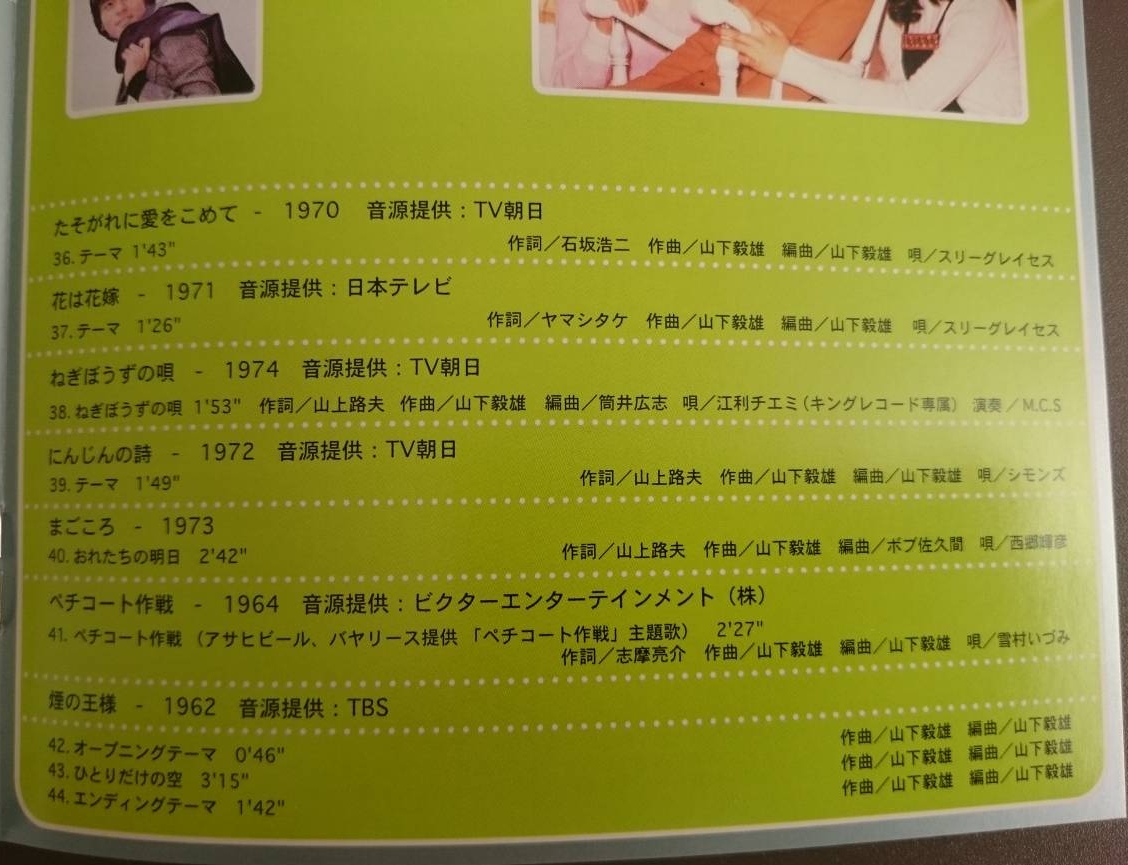 たそがれに愛をこめて - 1970 音源提供：TV朝日
36. テーマ 1'43" 作詞／石坂浩二 作曲／山下毅雄 編曲／山下毅雄 唄／スリーグレイセス
花は花嫁 - 1971 音源提供：日本テレビ
37. テーマ 1'26" 作詞／ヤマシタケ 作曲／山下毅雄 編曲／山下毅雄 唄／スリーグレイセス
ねぎぼうずの唄 - 1974 音源提供：TV朝日
38. ねぎぼうずの唄 1'53" 作詞／山上路夫 作曲／山下毅雄 編曲／筒井広志 唄／江利チエミ（キングレコード専属） 演奏／M.C.S
にんじんの詩 - 1972 音源提供：TV朝日
39. テーマ 1'49" 作詞／山上路夫 作曲／山下毅雄 編曲／山下毅雄 唄／シモンズ
まごころ - 1973
40. おれたちの明日 2'42" 作詞／山上路夫 作曲／山下毅雄 編曲／ボブ佐久間 唄／西郷輝彦
ペチコート作戦 - 1964 音源提供：ビクターエンターテインメント（株）
41. ペチコート作戦 （アサヒビール、バヤリース提供 「ペチコート作戦」主題歌） 2'27"
作詞／志摩亮介 作曲／山下毅雄 編曲／山下毅雄 唄／雪村いづみ
煙の王様 - 1962 音源提供：TBS
42. オープニングテーマ 0'46" 作曲／山下毅雄 編曲／山下毅雄
43. ひとりだけの空 3'15" 作曲／山下毅雄 編曲／山下毅雄
44. エンディングテーマ 1'42" 作曲／山下毅雄 編曲／山下毅雄